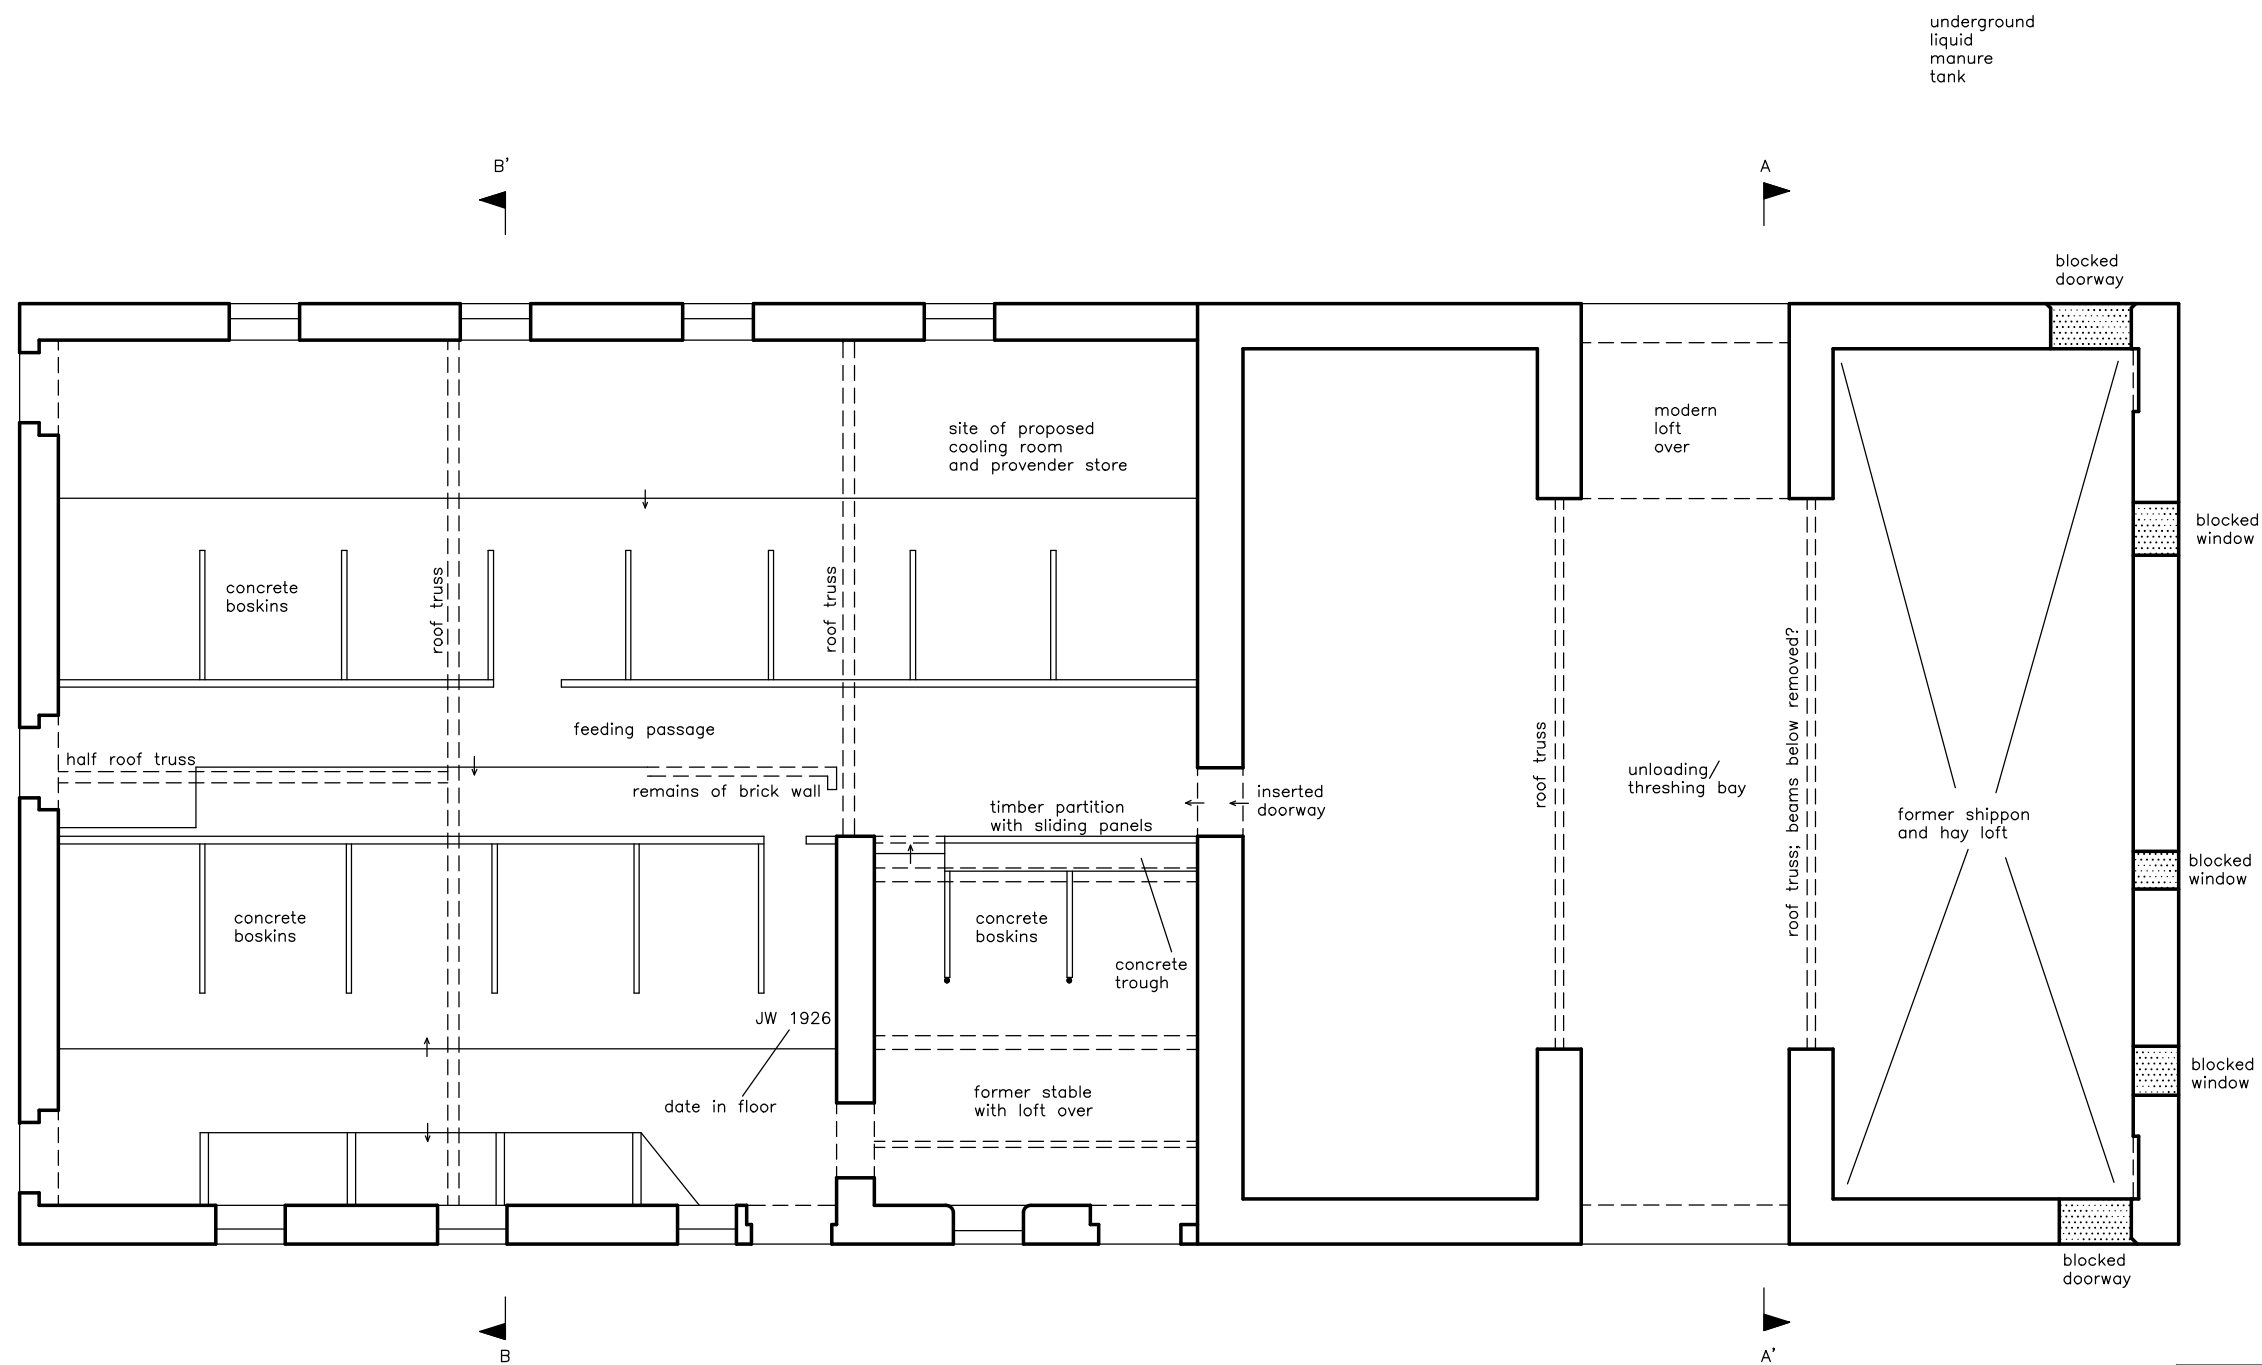 underground
liquid
manure
tank
B'
A
blocked
doorway
modern
loft
over
site of proposed
cooling room
and provender store
blocked
window
concrete
boskins
roof truss
roof truss
roof truss; beams below removed?
feeding passage
half roof truss
roof truss
unloading/
threshing bay
remains of brick wall
inserted
doorway
timber partition
with sliding panels
former shippon
and hay loft
blocked
window
concrete
boskins
concrete
boskins
concrete
trough
JW 1926
blocked
window
former stable
with loft over
date in floor
blocked
doorway
B
A'